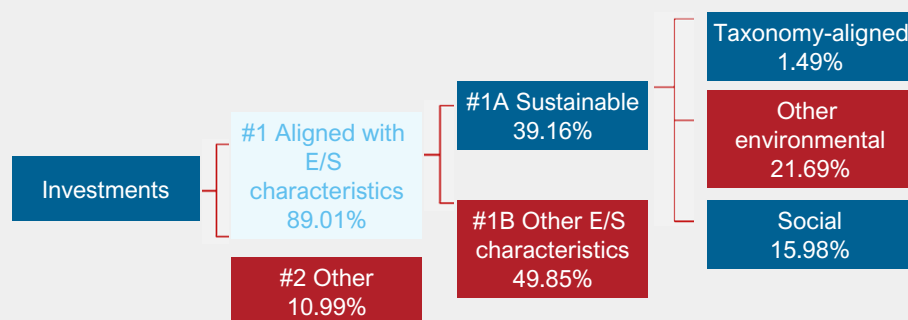 Investments
#1 Aligned with
E/S
characteristics
89.01%
#2 Other
10.99%
#1A Sustainable
39.16%
#1B Other E/S
characteristics
49.85%
Taxonomy-aligned
1.49%
Other
environmental
21.69%
Social
15.98%